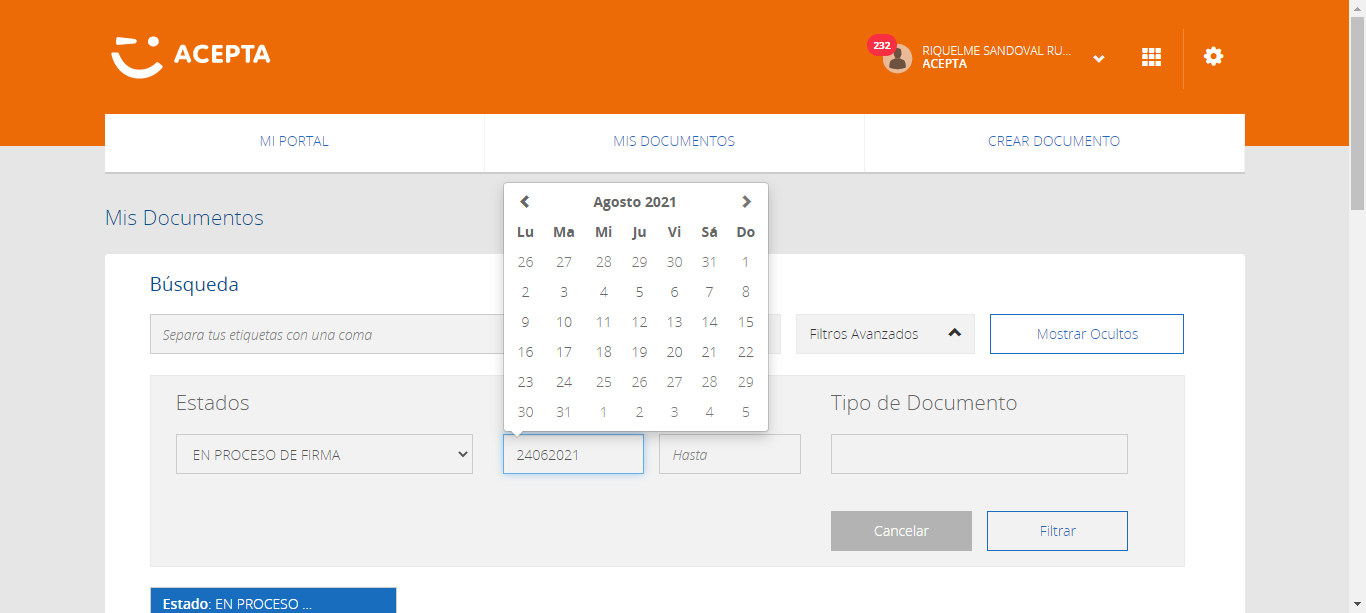 ACEPTA
232
RIQUELME SANDOVAL RU...
ACEPTA
MI PORTAL
MIS DOCUMENTOS
CREAR DOCUMENTO
Mis Documentos
Agosto 2021
Lu Ma Mi Ju Vi Sá Do
26 27 28 29 30 31 1
2 3 4 5 6 7 8
9 10 11 12 13 14 15
16 17 18 19 20 21 22
23 24 25 26 27 28 29
30 31 1 2 3 4 5
Búsqueda
Separa tus etiquetas con una coma
Filtros Avanzados
Mostrar Ocultos
Estados
Tipo de Documento
EN PROCESO DE FIRMA
24062021
Hasta
Cancelar
Filtrar
Estado: EN PROCESO ...